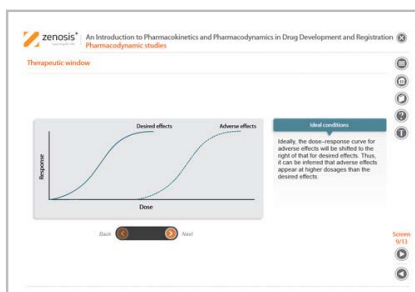 zenosis
An Introduction to Pharmacokinetics and Pharmacodynamics in Drug Development and Registration
Pharmacodynamic studies
Therapeutic window
Desired effects
Adverse effects
Response
Dose
Back
Next
Ideal conditions
Ideally, the dose-response curve for
adverse effects will be shifted to the
right of that for desired effects. Thus,
it can be inferred that adverse effects
appear at higher dosages than the
desired effects.
?
T
Screen
9/13